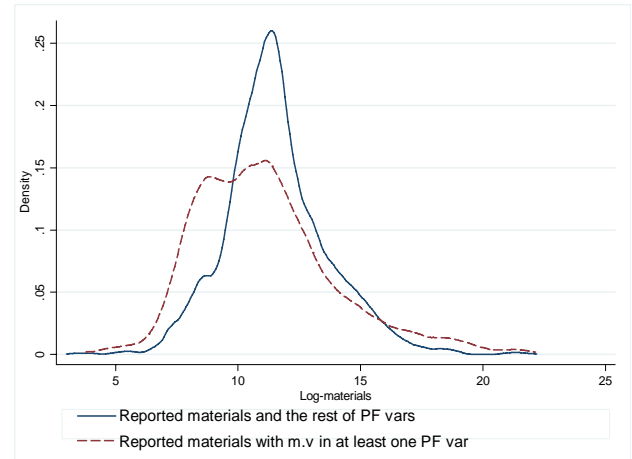 .25
.2
.15
.1
.05
0
Density
5 10 15 20 25
Log-materials
Reported materials and the rest of PF vars
Reported materials with m.v in at least one PF var